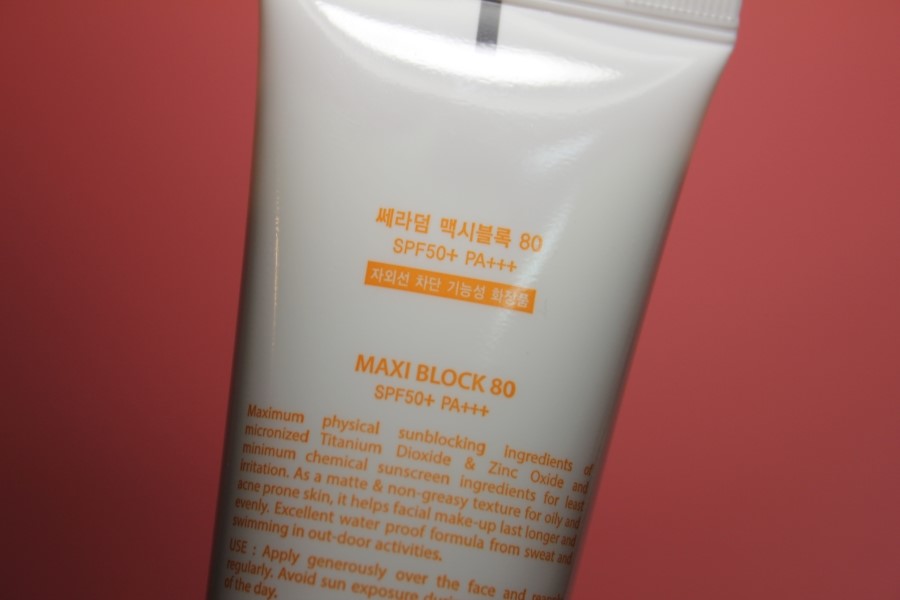 쎄라덤 맥시블록 80
SPF50+ PA+++
자외선 차단 기능성 화장품
MAXI BLOCK 80
SPF50+ PA+++
Maximum physical sunblocking ingredients of
micronized Titanium Dioxide & Zinc Oxide and
minimum chemical sunscreen ingredients for least
irritation. As a matte & non-greasy texture for oily and
acne prone skin, it helps facial make-up last longer and
evenly. Excellent water proof formula from sweat and
swimming in out-door activities.
USE : Apply generously over the face and
regularly. Avoid sun exposure
of the day.